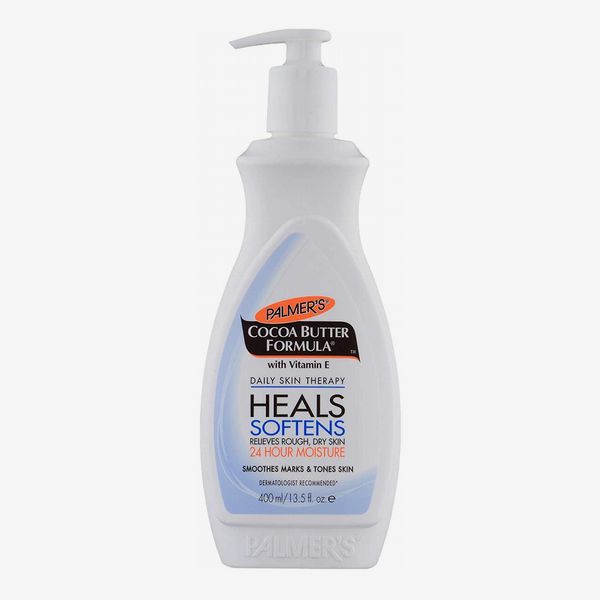 PALMER'S
COCOA BUTTER
FORMULA®
™
with Vitamin E
DAILY SKIN THERAPY
HEALS
SOFTENS
RELIEVES ROUGH, DRY SKIN
24 HOUR MOISTURE
SMOOTHES MARKS & TONES SKIN
DERMATOLOGIST RECOMMENDED*
400 ml/13.5 fl. oz. e
PALMER'S